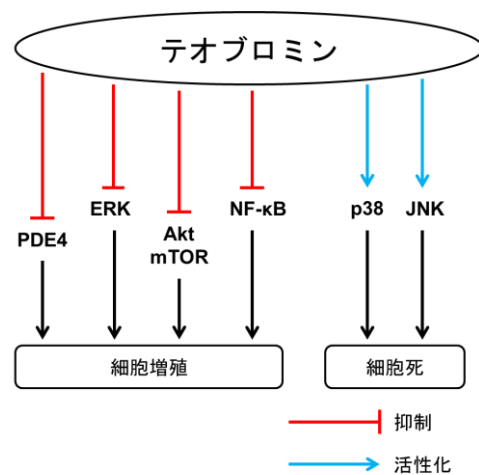 テオブロミン
PDE4
ERK
Akt
mTOR
NF-κB
p38
JNK
細胞増殖
細胞死
抑制
活性化